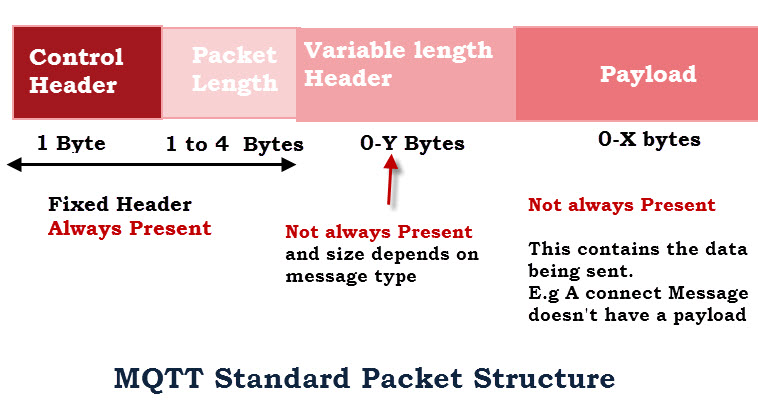 Control
Header
Packet
Length
Variable length
Header
Payload
1 Byte
1 to 4 Bytes
0-Y Bytes
0-X bytes
Fixed Header
Always Present
Not always Present
and size depends on
message type
Not always Present
This contains the data
being sent.
E.g A connect Message
doesn't have a payload
MQTT Standard Packet Structure